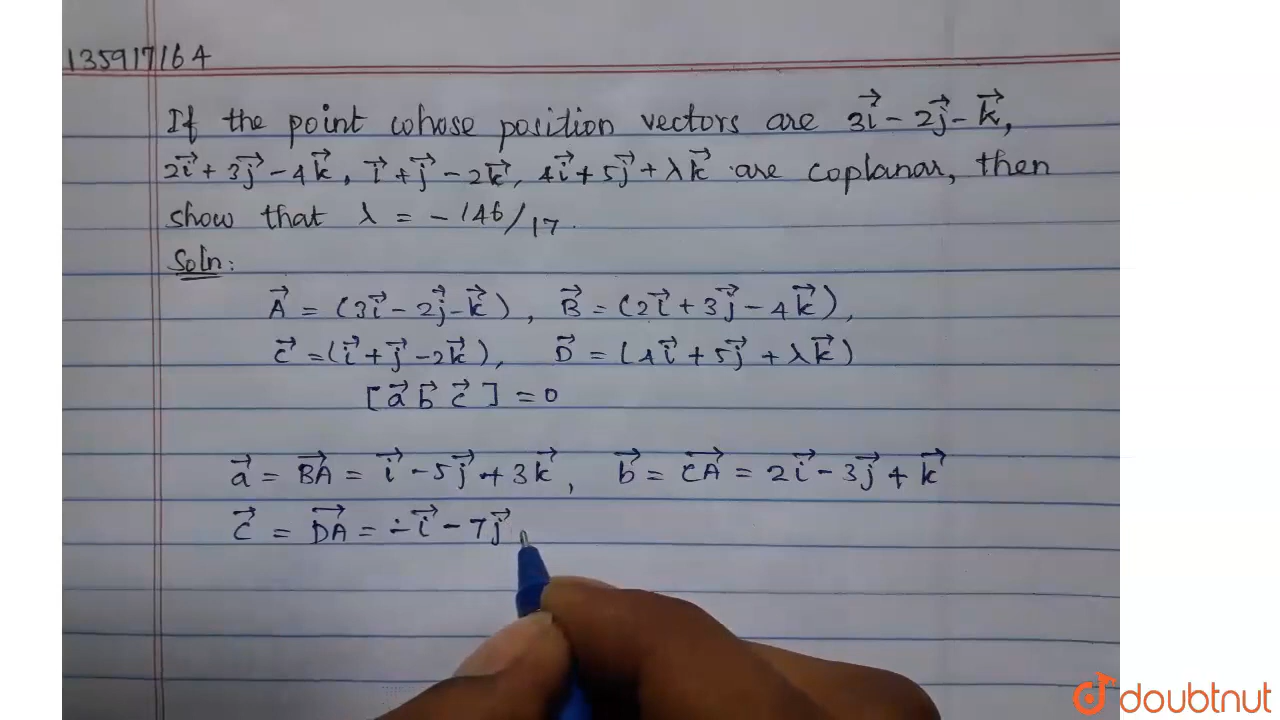 135917164
If the point whose position vectors are 3i⃗ - 2j⃗ - k⃗,
2i⃗ + 3j⃗ - 4k⃗, i⃗ + j⃗ - 2k⃗, 4i⃗ + 5j⃗ + λk⃗ are coplanar, then
show that λ = -146/17.
Soln:
A⃗ = (3i⃗ - 2j⃗ - k⃗), B⃗ = (2i⃗ + 3j⃗ - 4k⃗),
C⃗ = (i⃗ + j⃗ - 2k⃗), D⃗ = (4i⃗ + 5j⃗ + λk⃗)
[a⃗ b⃗ c⃗] = 0
a⃗ = BA⃗ = i⃗ - 5j⃗ + 3k⃗, b⃗ = CA⃗ = 2i⃗ - 3j⃗ + k⃗
c⃗ = DA⃗ = -i⃗ - 7j⃗
doubtnut